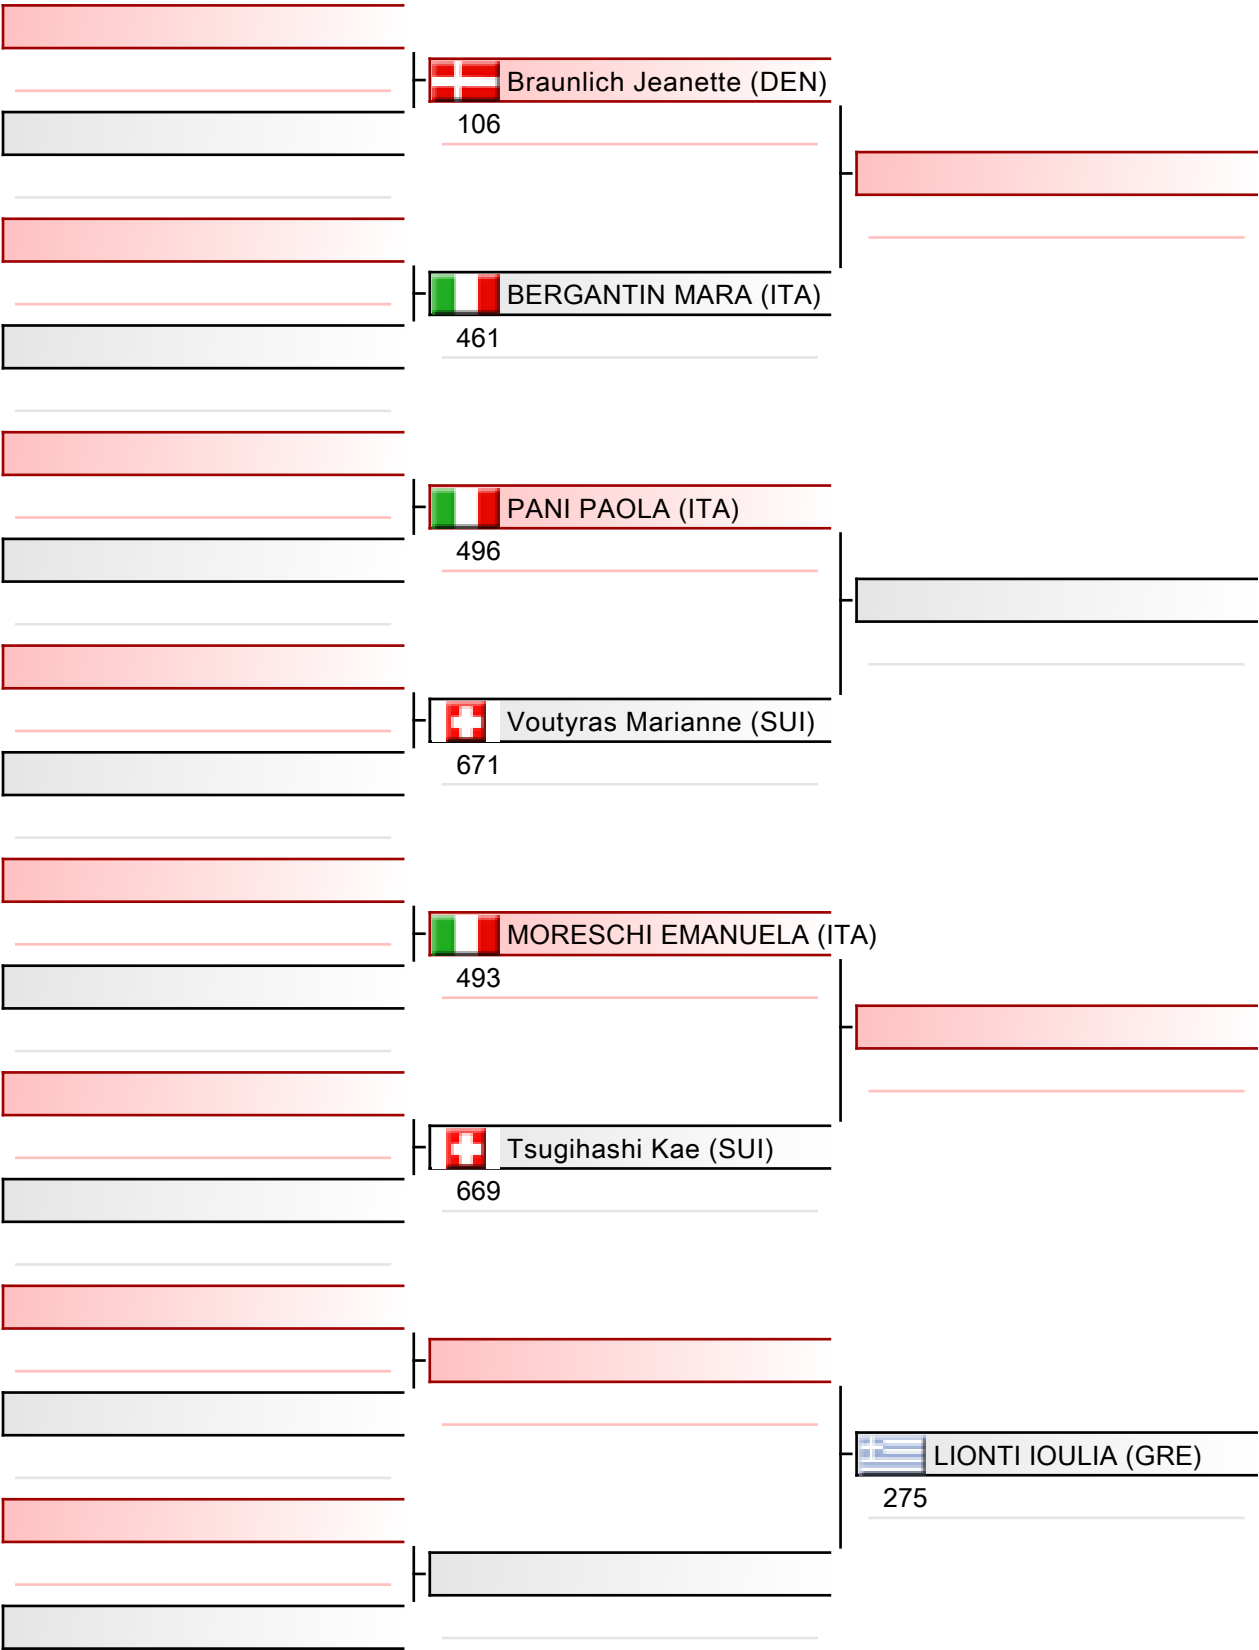 Braunlich Jeanette (DEN)
106
BERGANTIN MARA (ITA)
461
PANI PAOLA (ITA)
496
Voutyras Marianne (SUI)
671
MORESCHI EMANUELA (ITA)
493
Tsugihashi Kae (SUI)
669
LIONTI IOULIA (GRE)
275